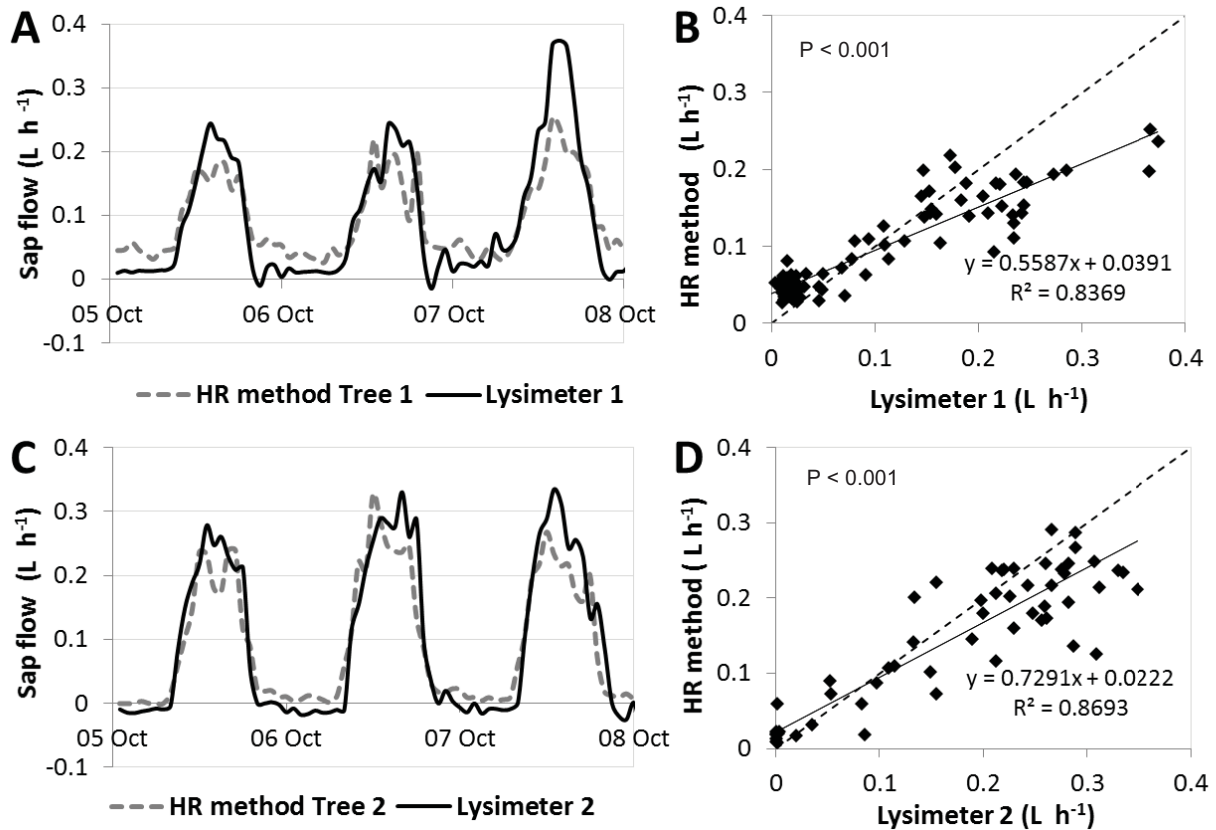 A
Sap flow (L h -1)
0.4
0.3
0.2
0.1
0
-0.1
05 Oct 06 Oct 07 Oct 08 Oct
HR method Tree 1 Lysimeter 1
B
P < 0.001
HR method (L h-1)
0.4
0.3
0.2
0.1
0
y = 0.5587x + 0.0391
R² = 0.8369
0 0.1 0.2 0.3 0.4
Lysimeter 1 (L h-1)
C
Sap flow (L h-1)
0.4
0.3
0.2
0.1
0
-0.1
05 Oct 06 Oct 07 Oct 08 Oct
HR method Tree 2 Lysimeter 2
D
P < 0.001
HR method ( L h-1)
0.4
0.3
0.2
0.1
0
y = 0.7291x + 0.0222
R² = 0.8693
0 0.1 0.2 0.3 0.4
Lysimeter 2 (L h-1)